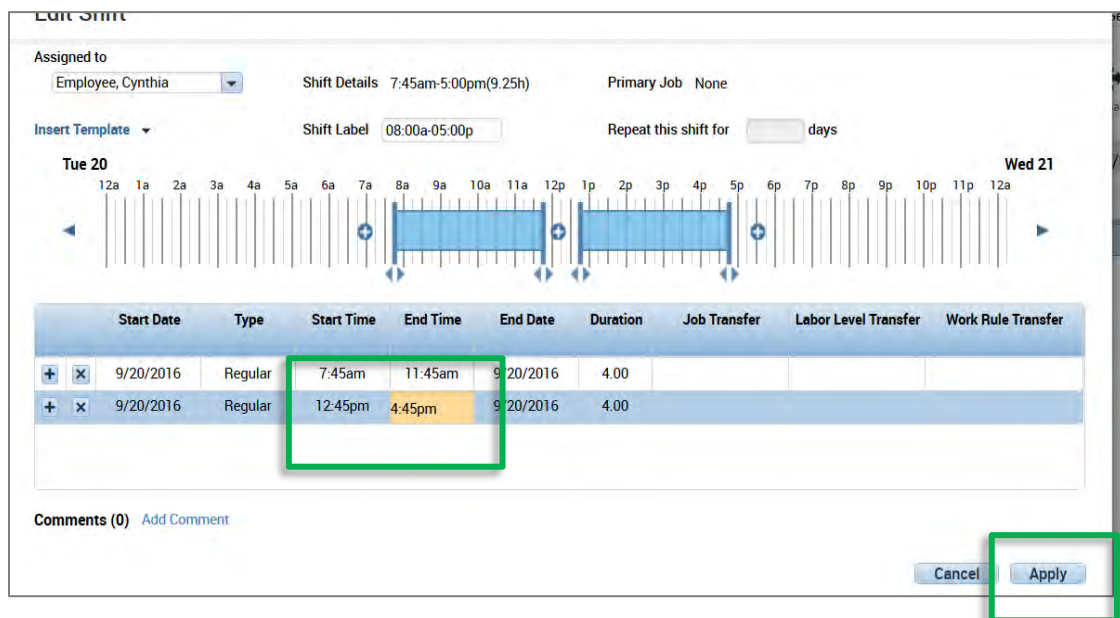 Edit Shift
Assigned to
Employee, Cynthia
Shift Details 7:45am-5:00pm(9.25h)
Primary Job None
Insert Template
Shift Label 08:00a-05:00p
Repeat this shift for days
Tue 20 Wed 21
12a 1a 2a 3a 4a 5a 6a 7a 8a 9a 10a 11a 12p 1p 2p 3p 4p 5p 6p 7p 8p 9p 10p 11p 12a
Start Date Type Start Time End Time End Date Duration Job Transfer Labor Level Transfer Work Rule Transfer
9/20/2016 Regular 7:45am 11:45am 9/20/2016 4.00
9/20/2016 Regular 12:45pm 4:45pm 9/20/2016 4.00
Comments (0) Add Comment
Cancel Apply